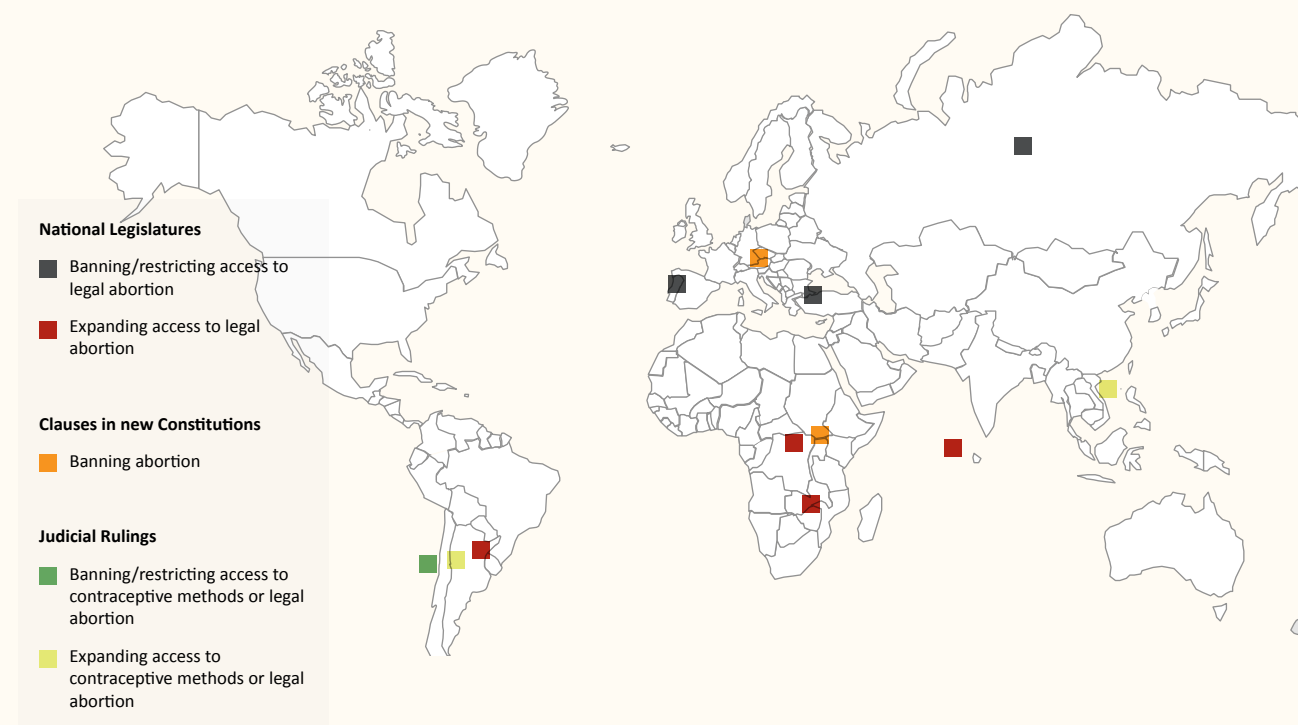 National Legislatures
Banning/restricting access to
legal abortion
Expanding access to legal
abortion
Clauses in new Constitutions
Banning abortion
Judicial Rulings
Banning/restricting access to
contraceptive methods or legal
abortion
Expanding access to
contraceptive methods or legal
abortion